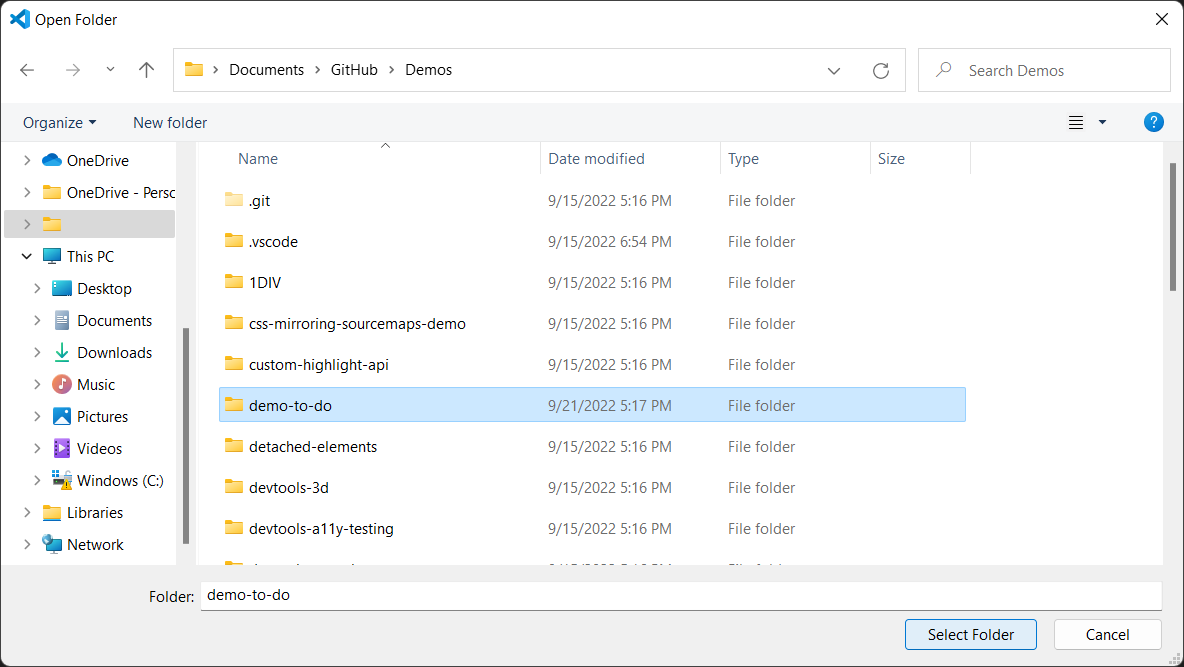 Open Folder
Documents > GitHub > Demos
Search Demos
Organize
New folder
?
OneDrive
OneDrive - Persc
This PC
Desktop
Documents
Downloads
Music
Pictures
Videos
Windows (C:)
Libraries
Network
Name Date modified Type Size
.git 9/15/2022 5:16 PM File folder
.vscode 9/15/2022 6:54 PM File folder
1DIV 9/15/2022 5:16 PM File folder
css-mirroring-sourcemaps-demo 9/15/2022 5:16 PM File folder
custom-highlight-api 9/15/2022 5:16 PM File folder
demo-to-do 9/21/2022 5:17 PM File folder
detached-elements 9/15/2022 5:16 PM File folder
devtools-3d 9/15/2022 5:16 PM File folder
devtools-a11y-testing 9/15/2022 5:16 PM File folder
Folder: demo-to-do
Select Folder Cancel